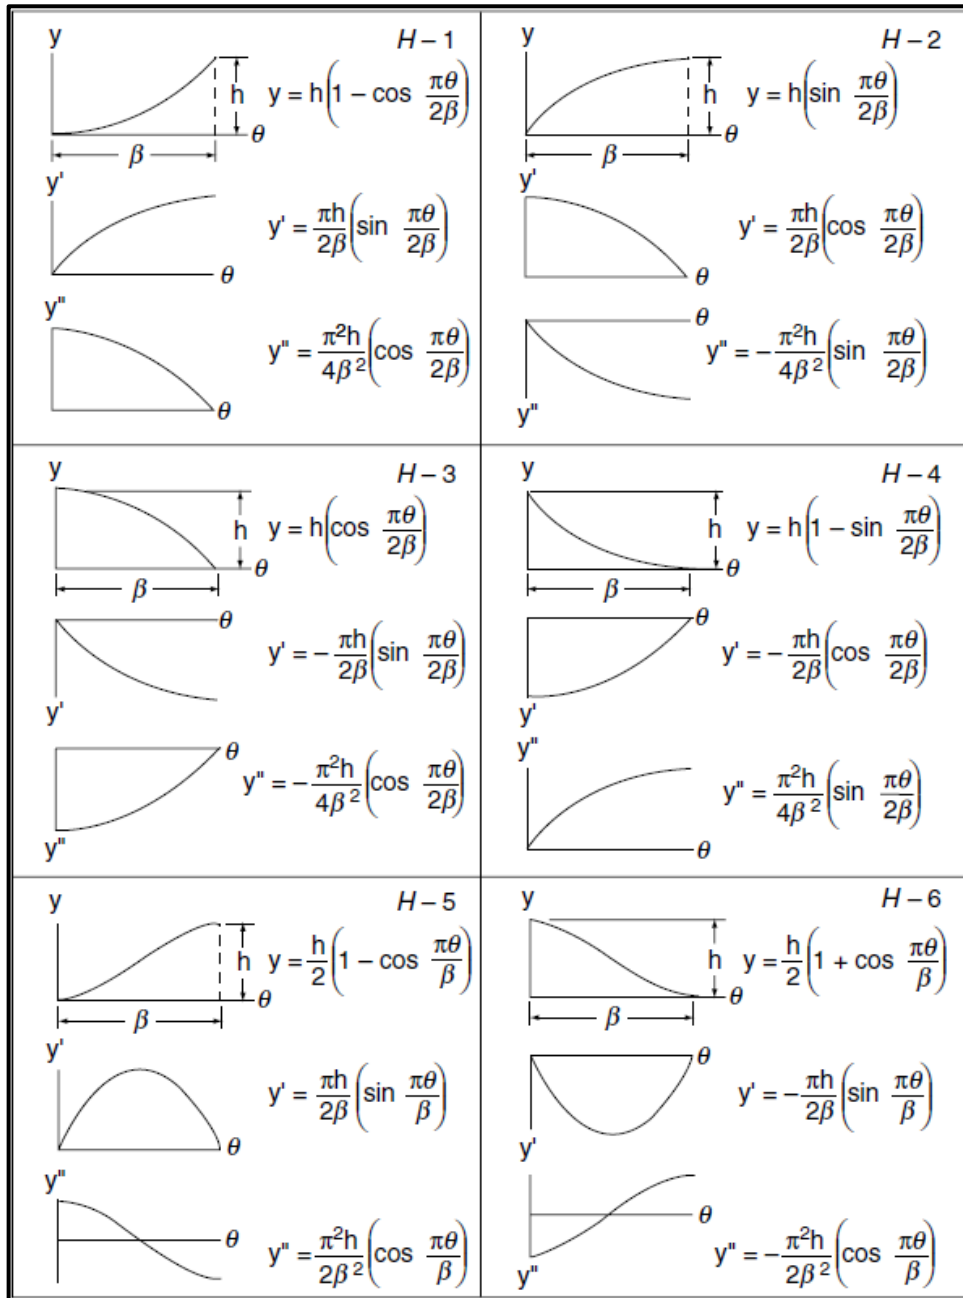 y
H – 1
h
y = h(1 – cos πθ/2β)
θ
β
y'
y' = πh/2β (sin πθ/2β)
θ
y"
y" = π²h/4β² (cos πθ/2β)
θ
y
H – 2
h
y = h(sin πθ/2β)
θ
β
y'
y' = πh/2β (cos πθ/2β)
θ
θ
y" = – π²h/4β² (sin πθ/2β)
y"
y
H – 3
h
y = h(cos πθ/2β)
θ
β
θ
y' = – πh/2β (sin πθ/2β)
y'
θ
y" = – π²h/4β² (cos πθ/2β)
y"
y
H – 4
h
y = h(1 – sin πθ/2β)
θ
β
θ
y' = – πh/2β (cos πθ/2β)
y'
y"
y" = π²h/4β² (sin πθ/2β)
θ
y
H – 5
h
y = h/2 (1 – cos πθ/β)
θ
β
y'
y' = πh/2β (sin πθ/β)
θ
y"
θ
y" = π²h/2β² (cos πθ/β)
y
H – 6
h
y = h/2 (1 + cos πθ/β)
θ
β
θ
y' = – πh/2β (sin πθ/β)
y'
θ
y" = – π²h/2β² (cos πθ/β)
y"